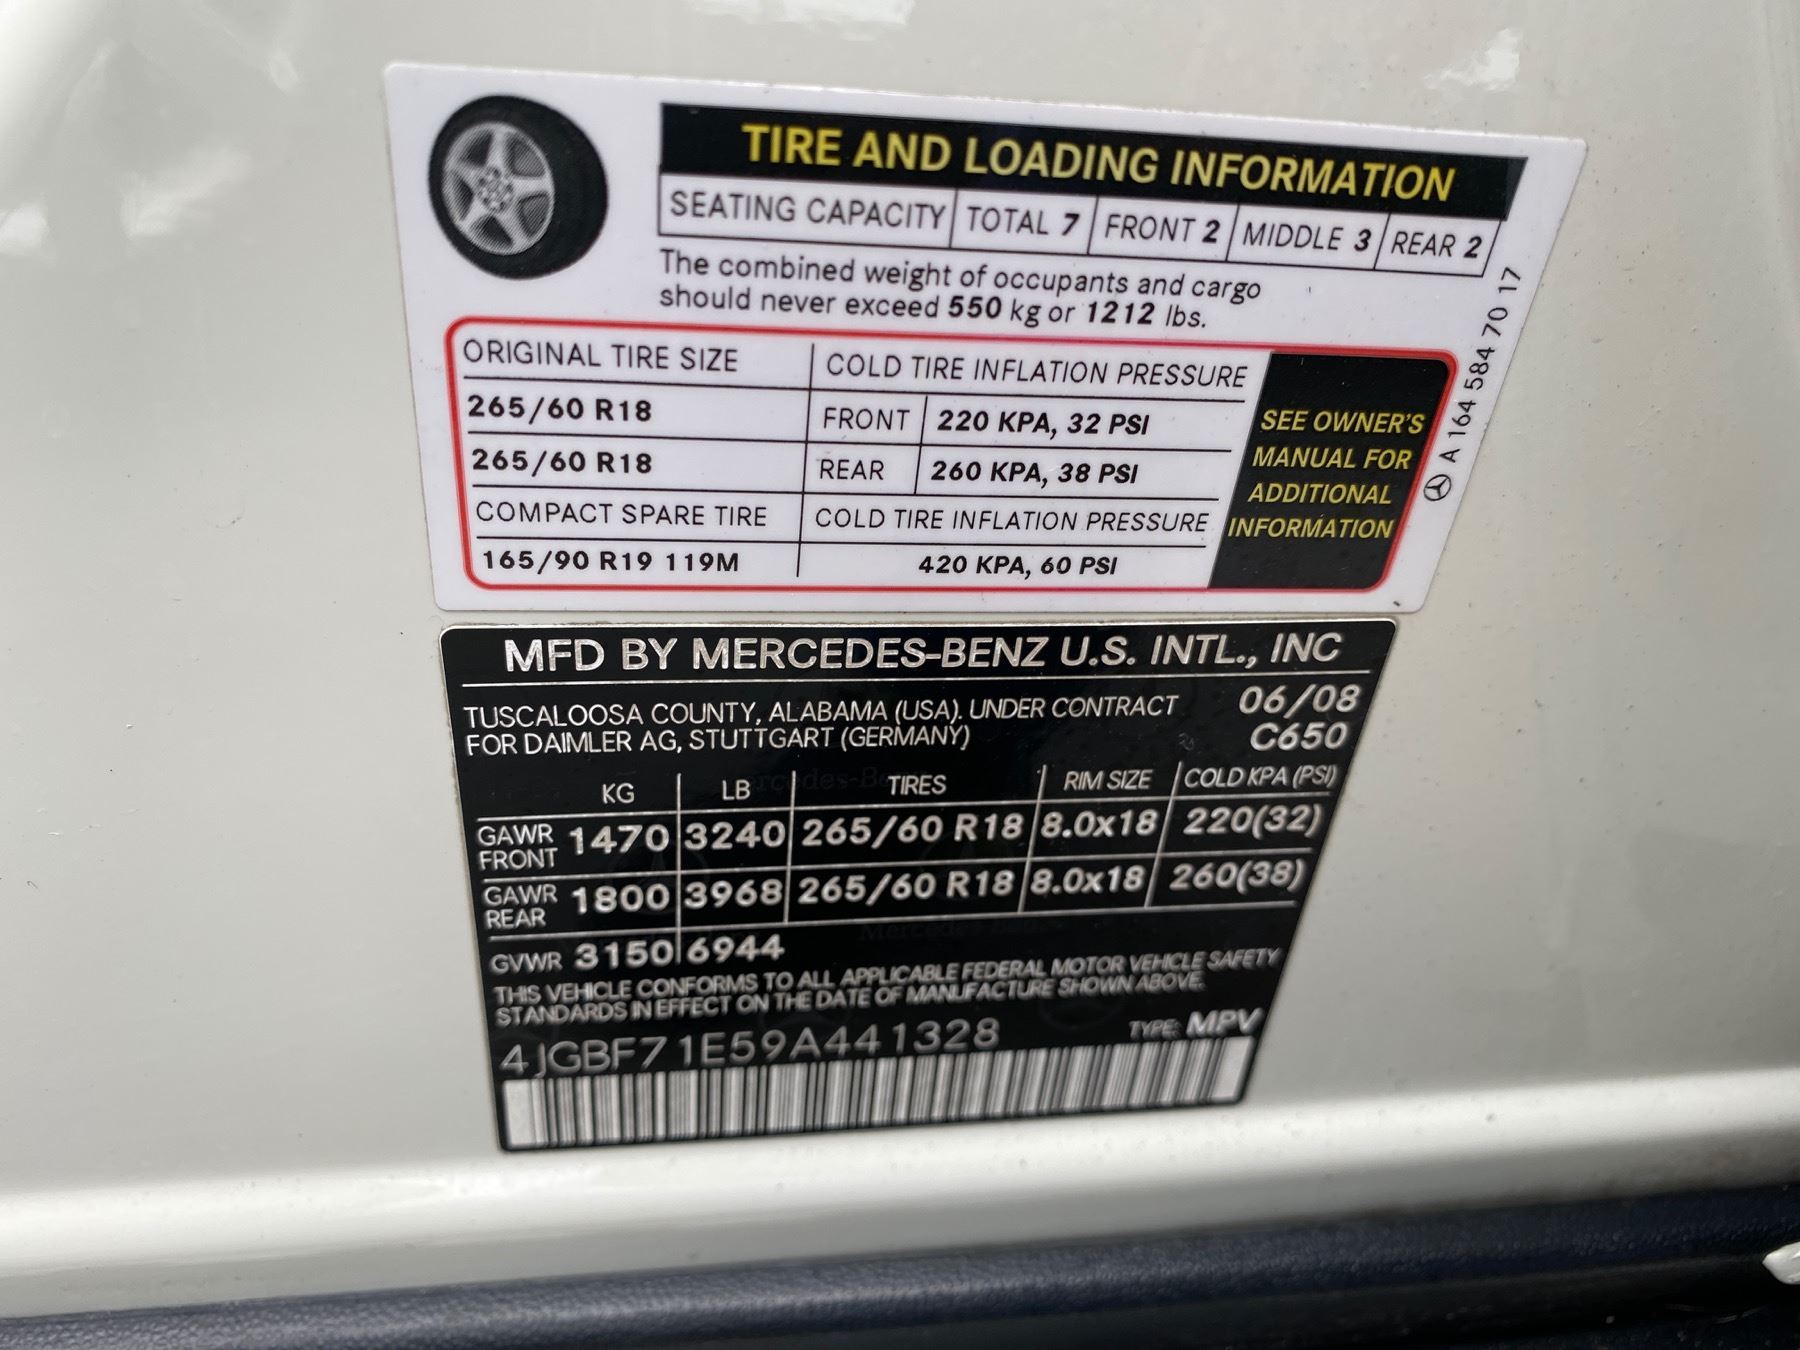 TIRE AND LOADING INFORMATION
SEATING CAPACITY TOTAL 7 FRONT 2 MIDDLE 3 REAR 2
The combined weight of occupants and cargo
should never exceed 550 kg or 1212 lbs.
ORIGINAL TIRE SIZE COLD TIRE INFLATION PRESSURE
265/60 R18 FRONT 220 KPA, 32 PSI
265/60 R18 REAR 260 KPA, 38 PSI
COMPACT SPARE TIRE COLD TIRE INFLATION PRESSURE
165/90 R19 119M 420 KPA, 60 PSI
SEE OWNER'S
MANUAL FOR
ADDITIONAL
INFORMATION
A 164 584 70 17
MFD BY MERCEDES-BENZ U.S. INTL., INC
TUSCALOOSA COUNTY, ALABAMA (USA). UNDER CONTRACT 06/08
FOR DAIMLER AG, STUTTGART (GERMANY) C650
KG LB TIRES RIM SIZE COLD KPA (PSI)
GAWR FRONT 1470 3240 265/60 R18 8.0x18 220(32)
GAWR REAR 1800 3968 265/60 R18 8.0x18 260(38)
GVWR 3150 6944
THIS VEHICLE CONFORMS TO ALL APPLICABLE FEDERAL MOTOR VEHICLE SAFETY
STANDARDS IN EFFECT ON THE DATE OF MANUFACTURE SHOWN ABOVE.
4JGBF71E59A441328 TYPE: MPV